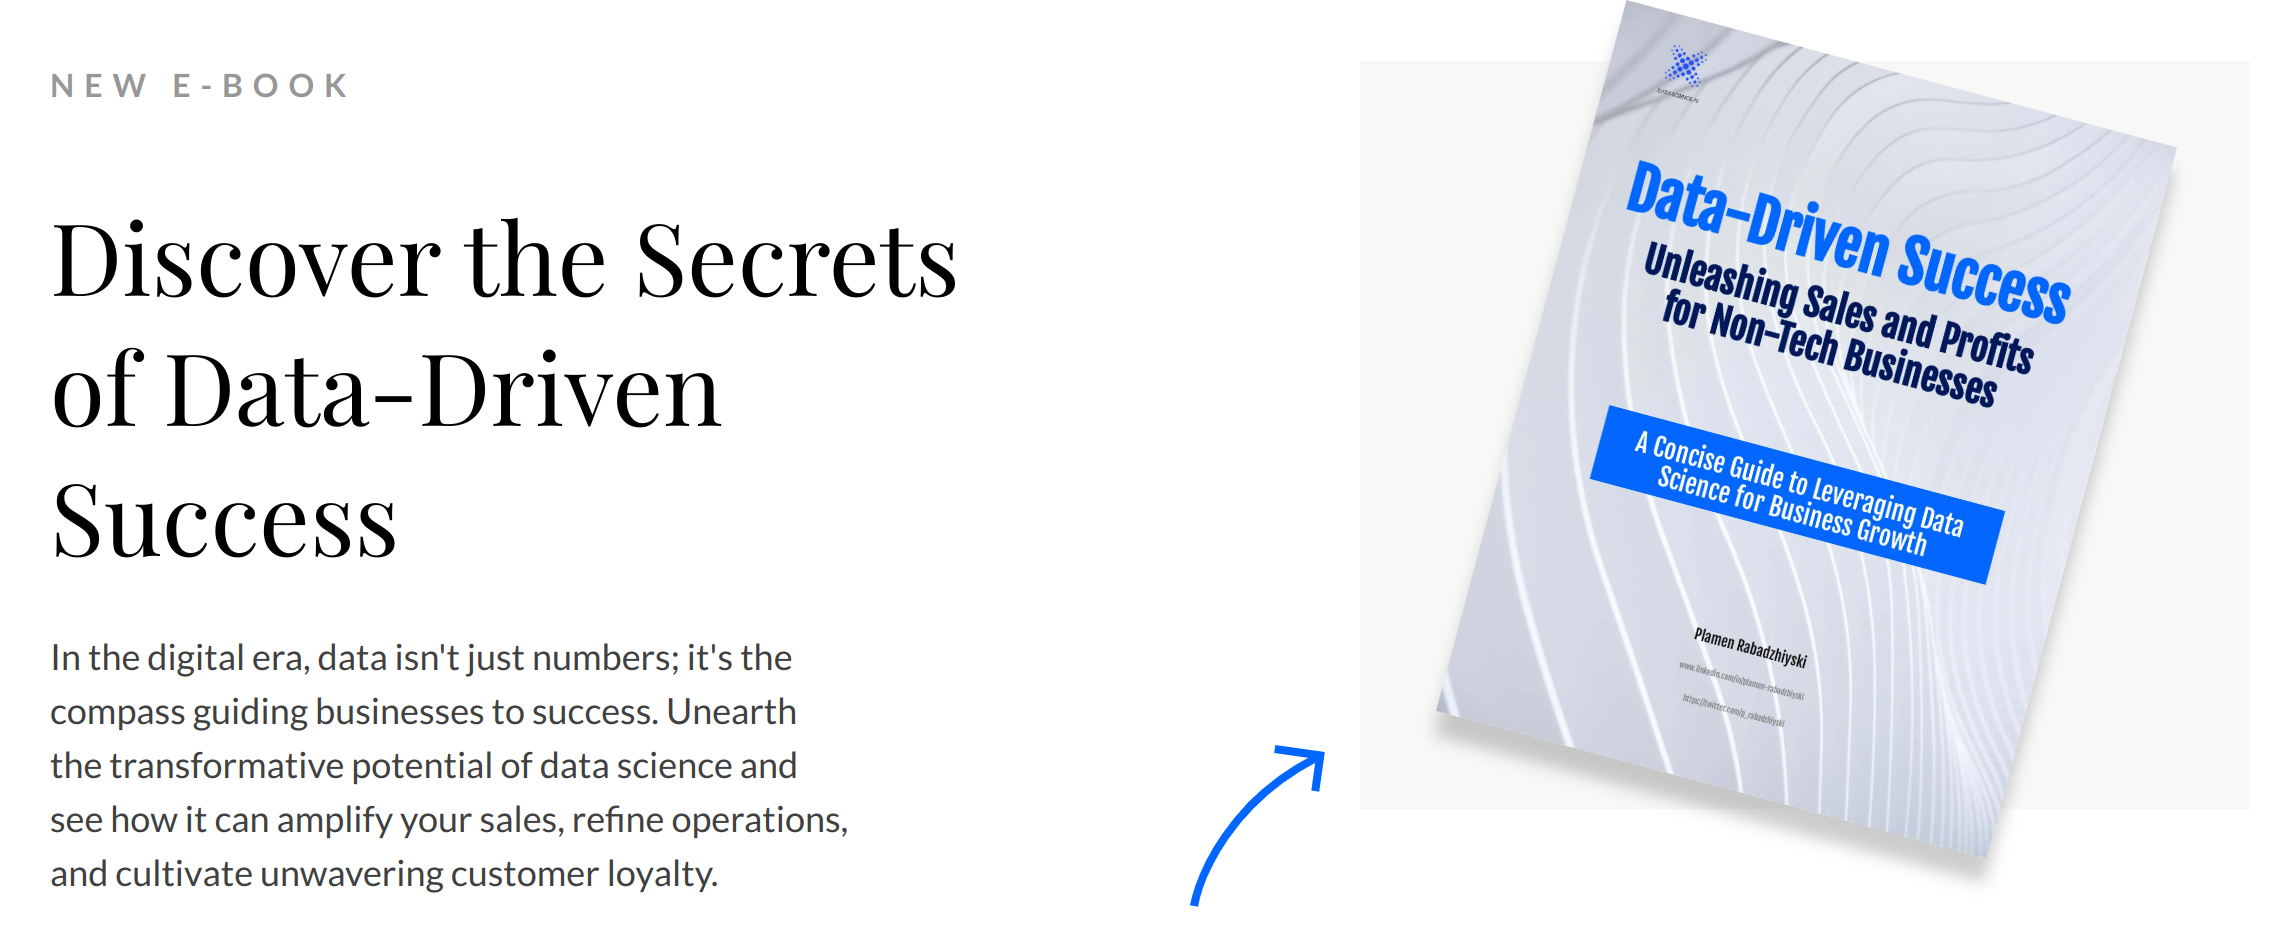 NEW E-BOOK
Discover the Secrets
of Data-Driven
Success
In the digital era, data isn't just numbers; it's the
compass guiding businesses to success. Unearth
the transformative potential of data science and
see how it can amplify your sales, refine operations,
and cultivate unwavering customer loyalty.
DATASCIENCE.FI
Data-Driven Success
Unleashing Sales and Profits
for Non-Tech Businesses
A Concise Guide to Leveraging Data
Science for Business Growth
Plamen Rabadzhiyski
www.linkedin.com/in/plamen-rabadzhiyski
https://twitter.com/p_rabadzhiyski